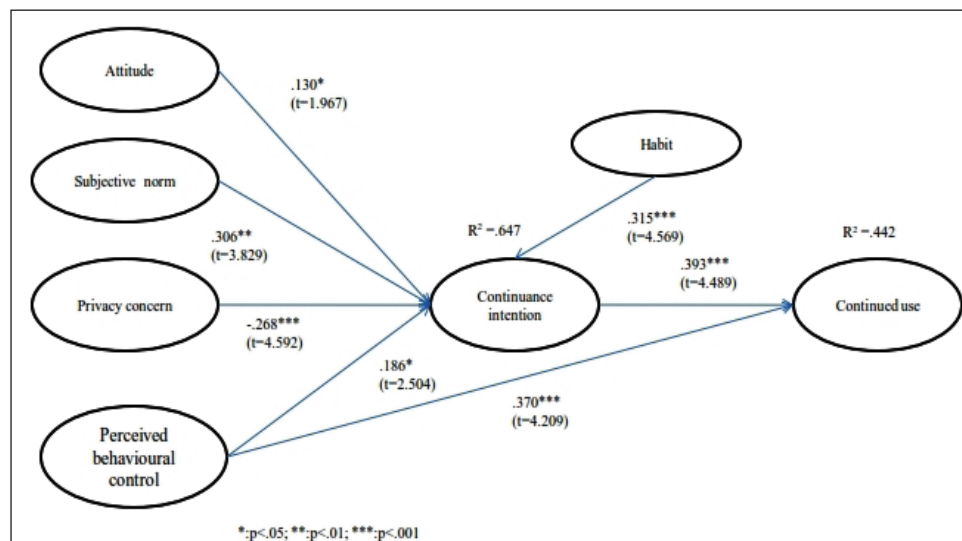 Attitude
.130*
(t=1.967)
Habit
Subjective norm
.315***
(t=4.569)
R² =.647
R² =.442
.306**
(t=3.829)
.393***
(t=4.489)
Privacy concern
Continuance
intention
Continued use
-.268***
(t=4.592)
.186*
(t=2.504)
.370***
(t=4.209)
Perceived
behavioural
control
*:p<.05; **:p<.01; ***:p<.001